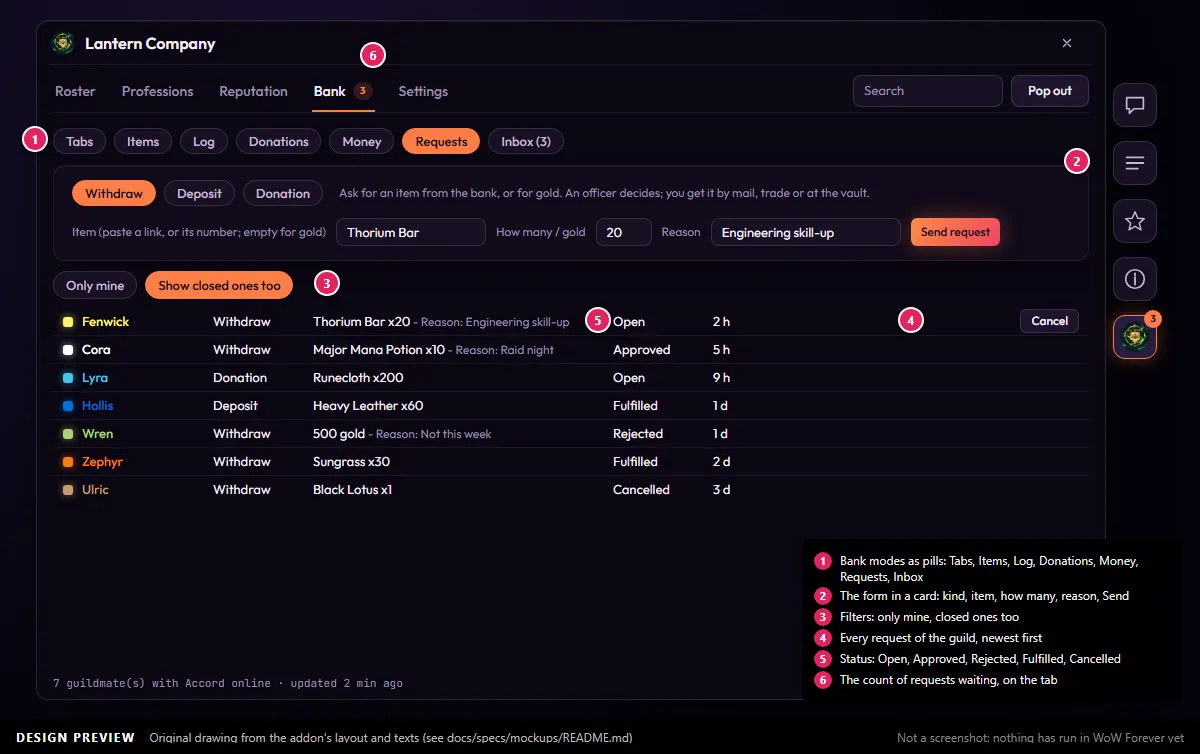 Lantern Company
6
Roster Professions Reputation Bank 3 Settings Search Pop out
1 Tabs Items Log Donations Money Requests Inbox (3)
2
Withdraw Deposit Donation Ask for an item from the bank, or for gold. An officer decides; you get it by mail, trade or at the vault.
Item (paste a link, or its number; empty for gold) Thorium Bar How many / gold 20 Reason Engineering skill-up Send request
Only mine Show closed ones too 3
Fenwick Withdraw Thorium Bar x20 - Reason: Engineering skill-up 5 Open 2 h 4 Cancel 3
Cora Withdraw Major Mana Potion x10 - Reason: Raid night Approved 5 h
Lyra Donation Runecloth x200 Open 9 h
Hollis Deposit Heavy Leather x60 Fulfilled 1 d
Wren Withdraw 500 gold - Reason: Not this week Rejected 1 d
Zephyr Withdraw Sungrass x30 Fulfilled 2 d
Ulric Withdraw Black Lotus x1 Cancelled 3 d
1 Bank modes as pills: Tabs, Items, Log, Donations, Money,
Requests, Inbox
2 The form in a card: kind, item, how many, reason, Send
3 Filters: only mine, closed ones too
4 Every request of the guild, newest first
5 Status: Open, Approved, Rejected, Fulfilled, Cancelled
6 The count of requests waiting, on the tab
7 guildmate(s) with Accord online · updated 2 min ago
DESIGN PREVIEW Original drawing from the addon's layout and texts (see docs/specs/mockups/README.md) Not a screenshot: nothing has run in WoW Forever yet